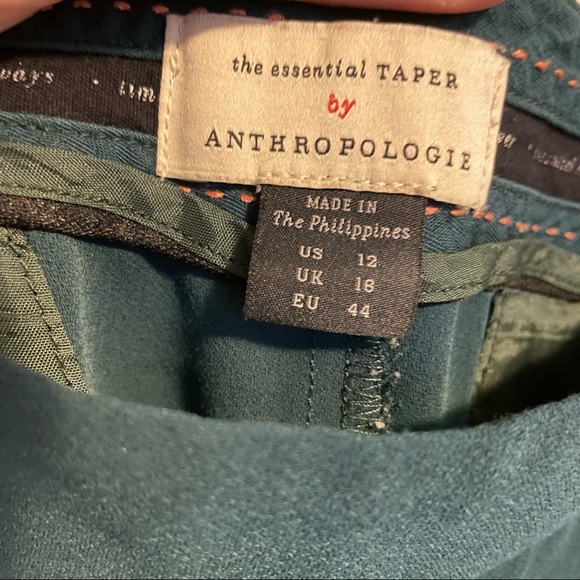 the essential TAPER
by
ANTHROPOLOGIE
MADE IN
The Philippines
US 12
UK 16
EU 44